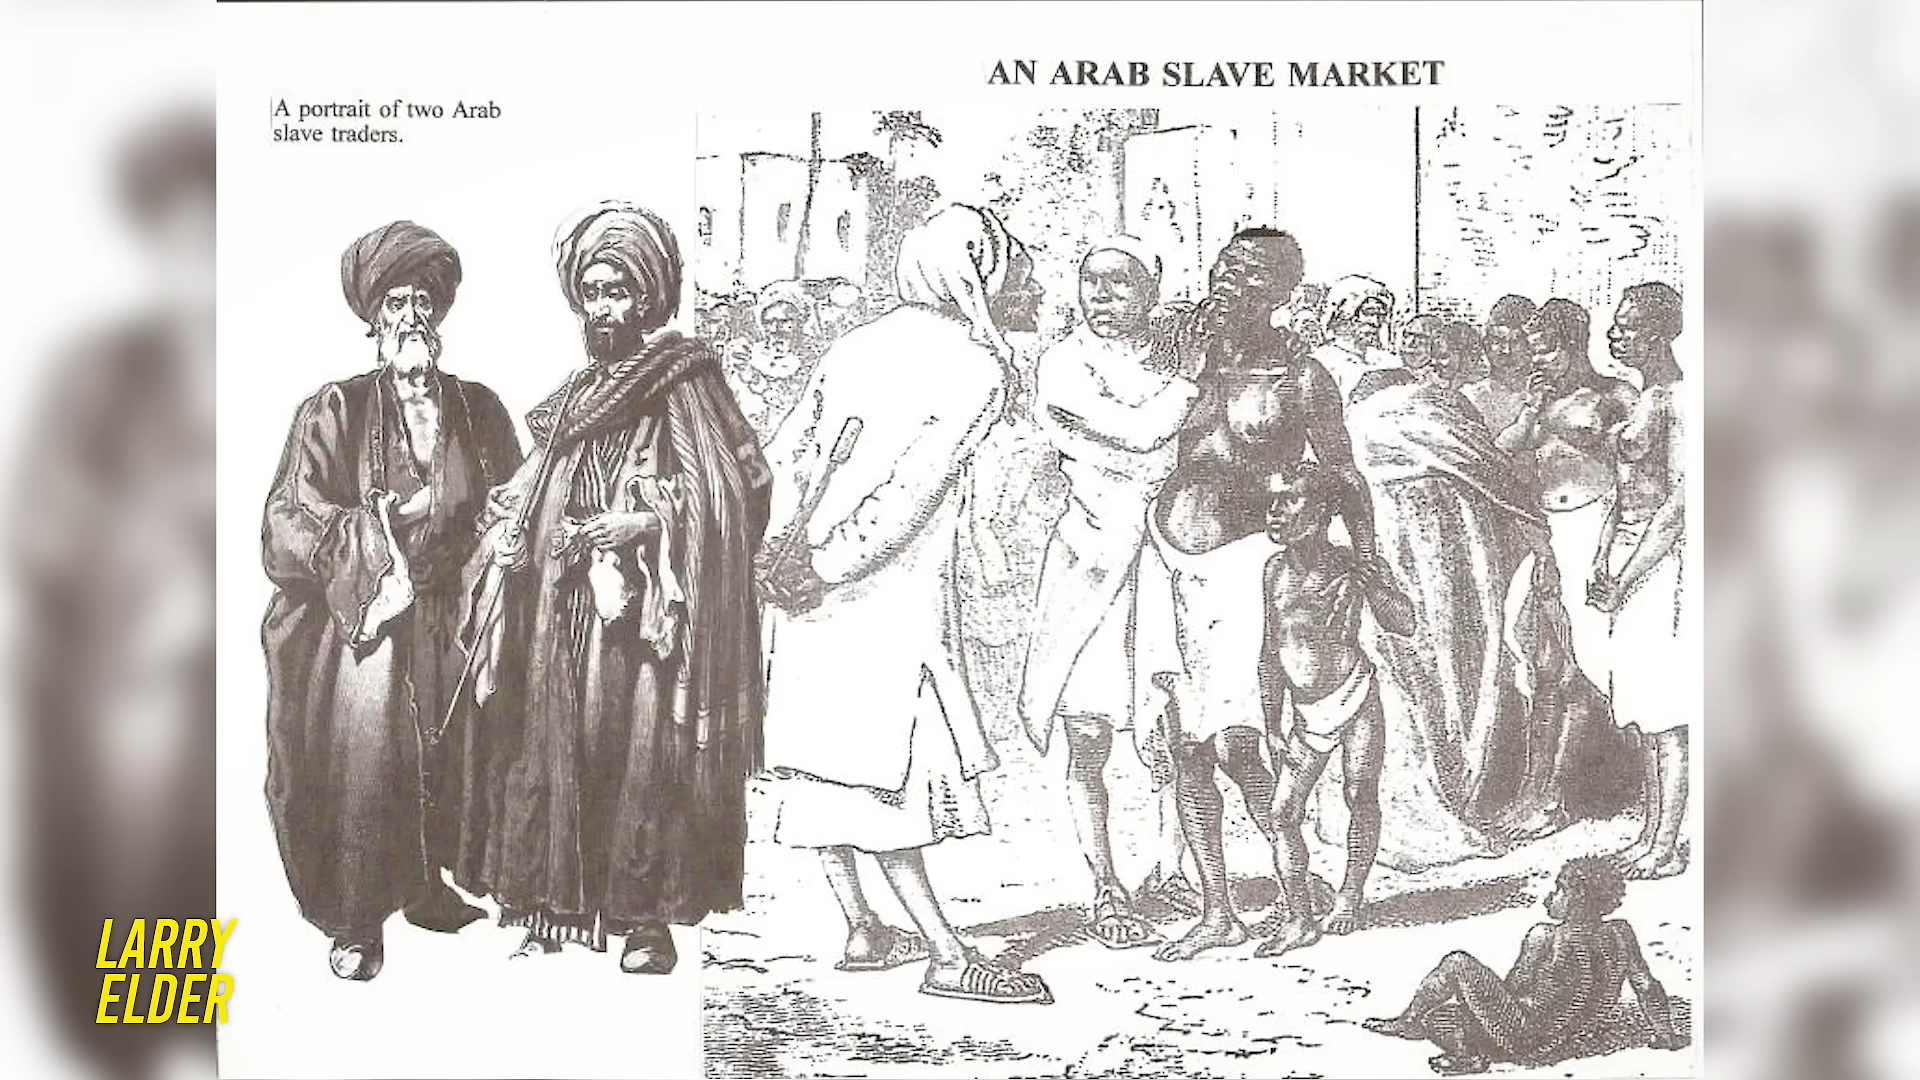 AN ARAB SLAVE MARKET
A portrait of two Arab
slave traders.
LARRY
ELDER